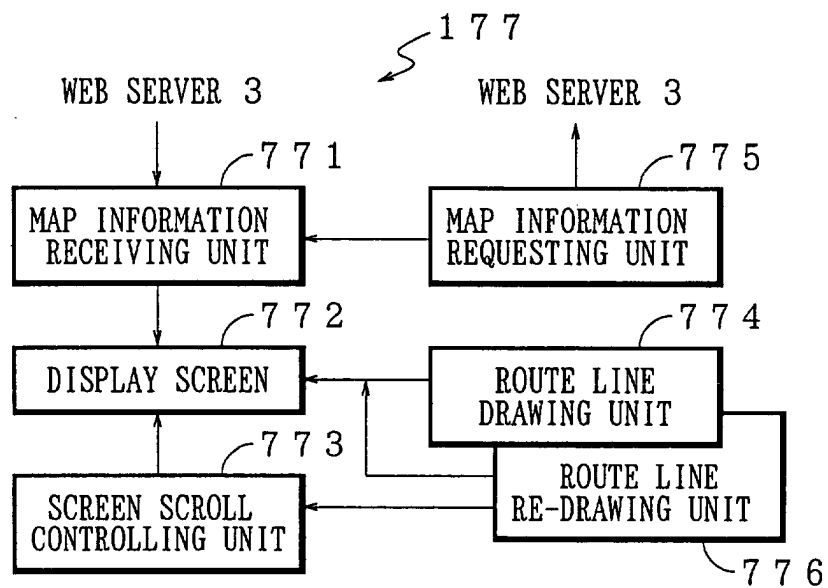 177
WEB SERVER 3
WEB SERVER 3
771
775
MAP INFORMATION
RECEIVING UNIT
MAP INFORMATION
REQUESTING UNIT
772
774
DISPLAY SCREEN
ROUTE LINE
DRAWING UNIT
773
SCREEN SCROLL
CONTROLLING UNIT
ROUTE LINE
RE-DRAWING UNIT
776